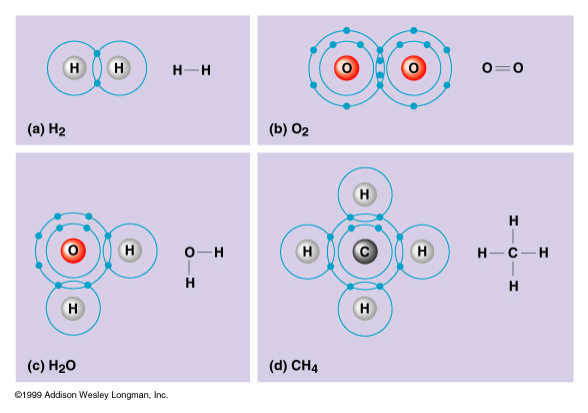 H H H—H
(a) H2
O O O=O
(b) O2
O H O—H
H H
(c) H2O
H
H
H C H H—C—H
H
H
(d) CH4
©1999 Addison Wesley Longman, Inc.